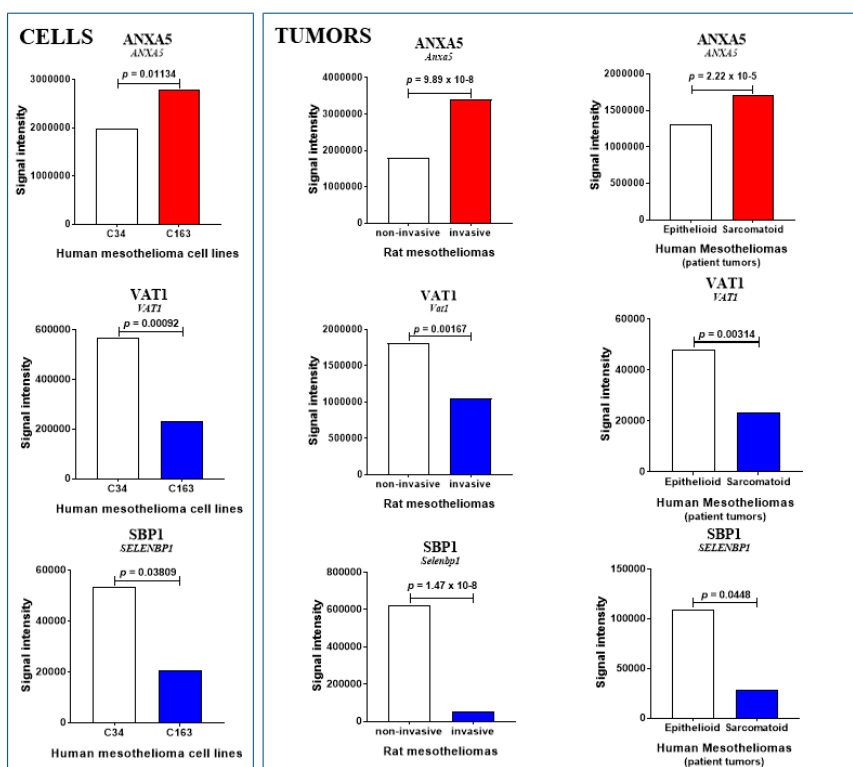 CELLS
ANXA5
ANXA5
p = 0.01134
3000000
2000000
1000000
0
Signal intensity
C34 C163
Human mesothelioma cell lines
VAT1
VAT1
p = 0.00092
600000
400000
200000
0
Signal intensity
C34 C163
Human mesothelioma cell lines
SBP1
SELENBP1
p = 0.03809
60000
40000
20000
0
Signal intensity
C34 C163
Human mesothelioma cell lines
TUMORS
ANXA5
Anxa5
p = 9.89 x 10-8
4000000
3000000
2000000
1000000
0
Signal intensity
non-invasive invasive
Rat mesotheliomas
ANXA5
ANXA5
p = 2.22 x 10-5
2000000
1500000
1000000
500000
0
Signal intensity
Epithelioid Sarcomatoid
Human Mesotheliomas
(patient tumors)
VAT1
Vat1
p = 0.00167
2000000
1500000
1000000
500000
0
Signal intensity
non-invasive invasive
Rat mesotheliomas
VAT1
VAT1
p = 0.00314
60000
40000
20000
0
Signal intensity
Epithelioid Sarcomatoid
Human Mesotheliomas
(patient tumors)
SBP1
Selenbp1
p = 1.47 x 10-8
800000
600000
400000
200000
0
Signal intensity
non-invasive invasive
Rat mesotheliomas
SBP1
SELENBP1
p = 0.0448
150000
100000
50000
0
Signal intensity
Epithelioid Sarcomatoid
Human Mesotheliomas
(patient tumors)